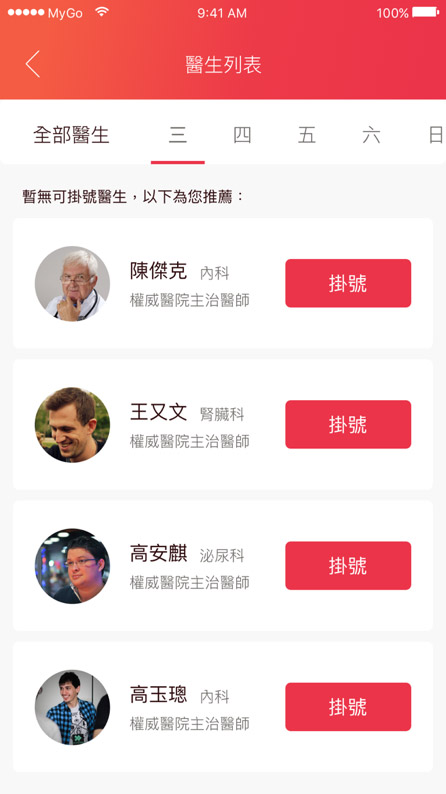 MyGo 9:41 AM 100%
醫生列表
全部醫生 三 四 五 六 日
暫無可掛號醫生，以下為您推薦：
陳傑克 內科
權威醫院主治醫師
掛號
王又文 腎臟科
權威醫院主治醫師
掛號
高安麒 泌尿科
權威醫院主治醫師
掛號
高玉璁 內科
權威醫院主治醫師
掛號